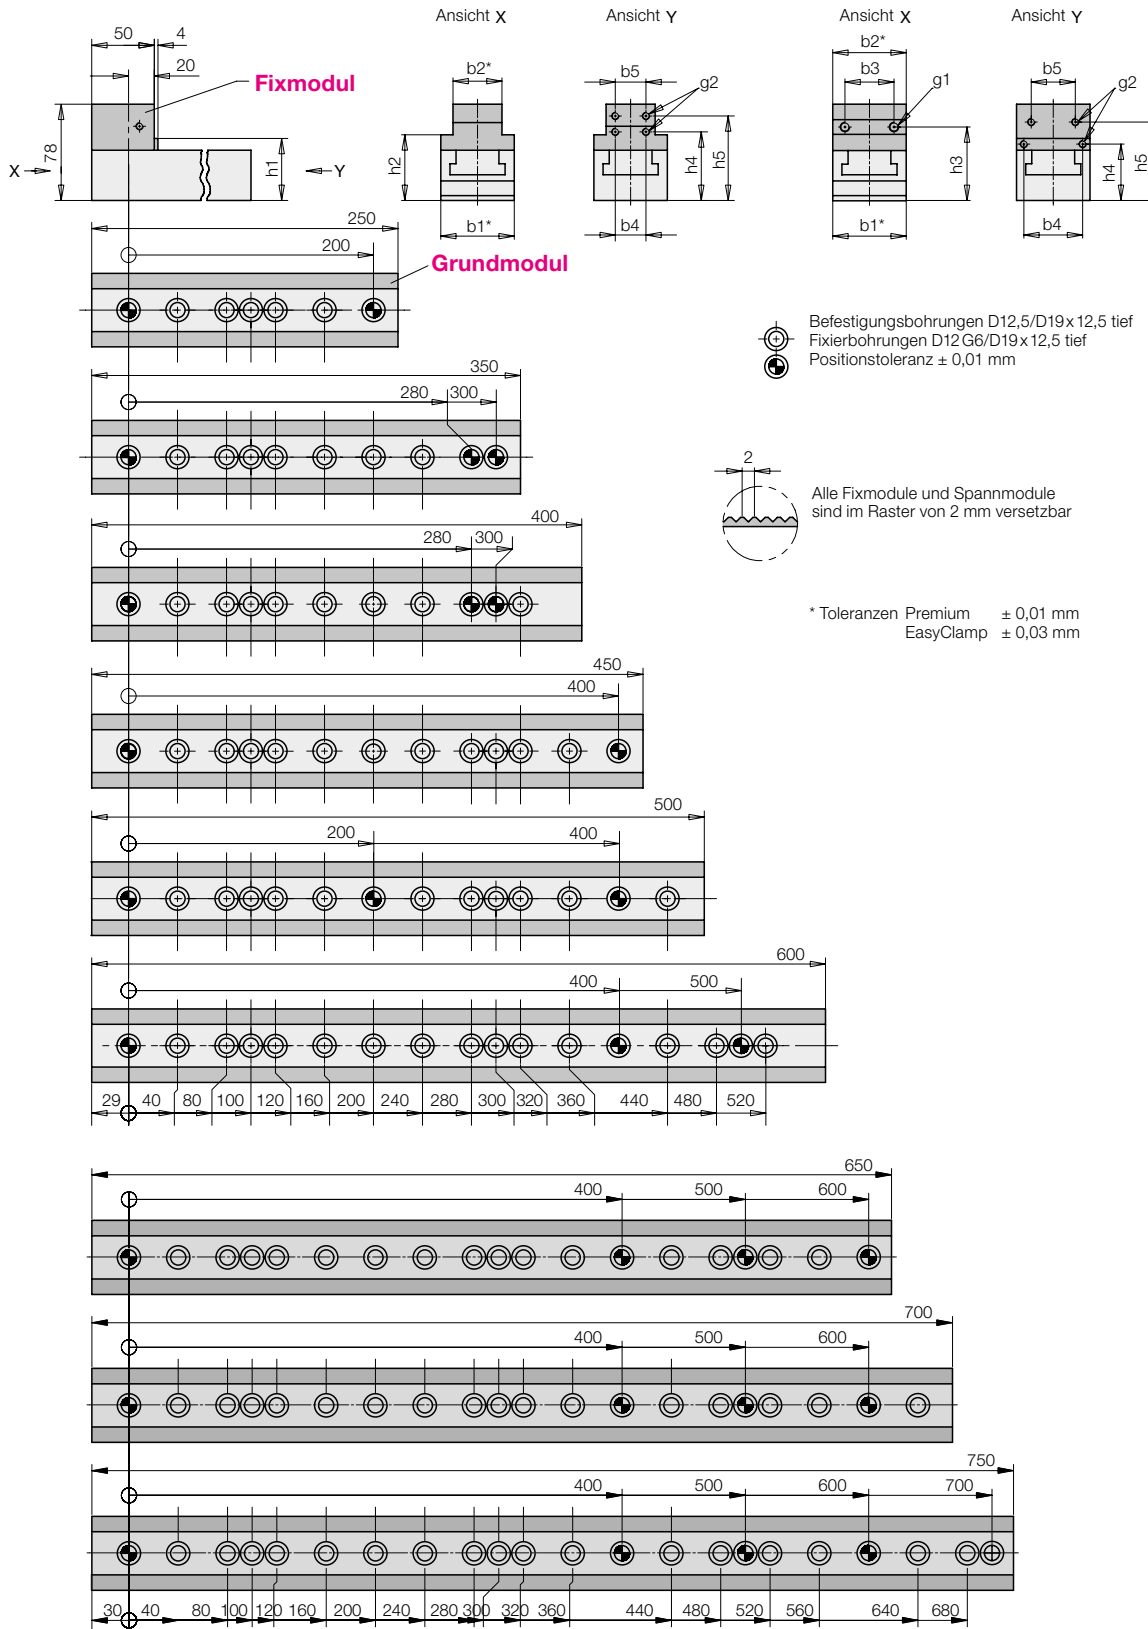 Ansicht X
Ansicht Y
Ansicht X
Ansicht Y
50
4
20
Fixmodul
78
h1
X
Y
b2*
h2
b1*
b5
g2
h4
h5
b4
b2*
b3
g1
h3
b1*
b5
g2
h4
h5
b4
250
200
Grundmodul
Befestigungsbohrungen D12,5/D19x12,5 tief
Fixierbohrungen D12 G6/D19x12,5 tief
Positionstoleranz ± 0,01 mm
350
280
300
2
Alle Fixmodule und Spannmodule
sind im Raster von 2 mm versetzbar
400
280
300
* Toleranzen Premium ± 0,01 mm
EasyClamp ± 0,03 mm
450
400
500
200
400
600
400
500
29 40 80 100 120 160 200 240 280 300 320 360 440 480 520
650
400 500 600
700
400 500 600
750
400 500 600 700
30 40 80 100 120 160 200 240 280 300 320 360 440 480 520 560 640 680